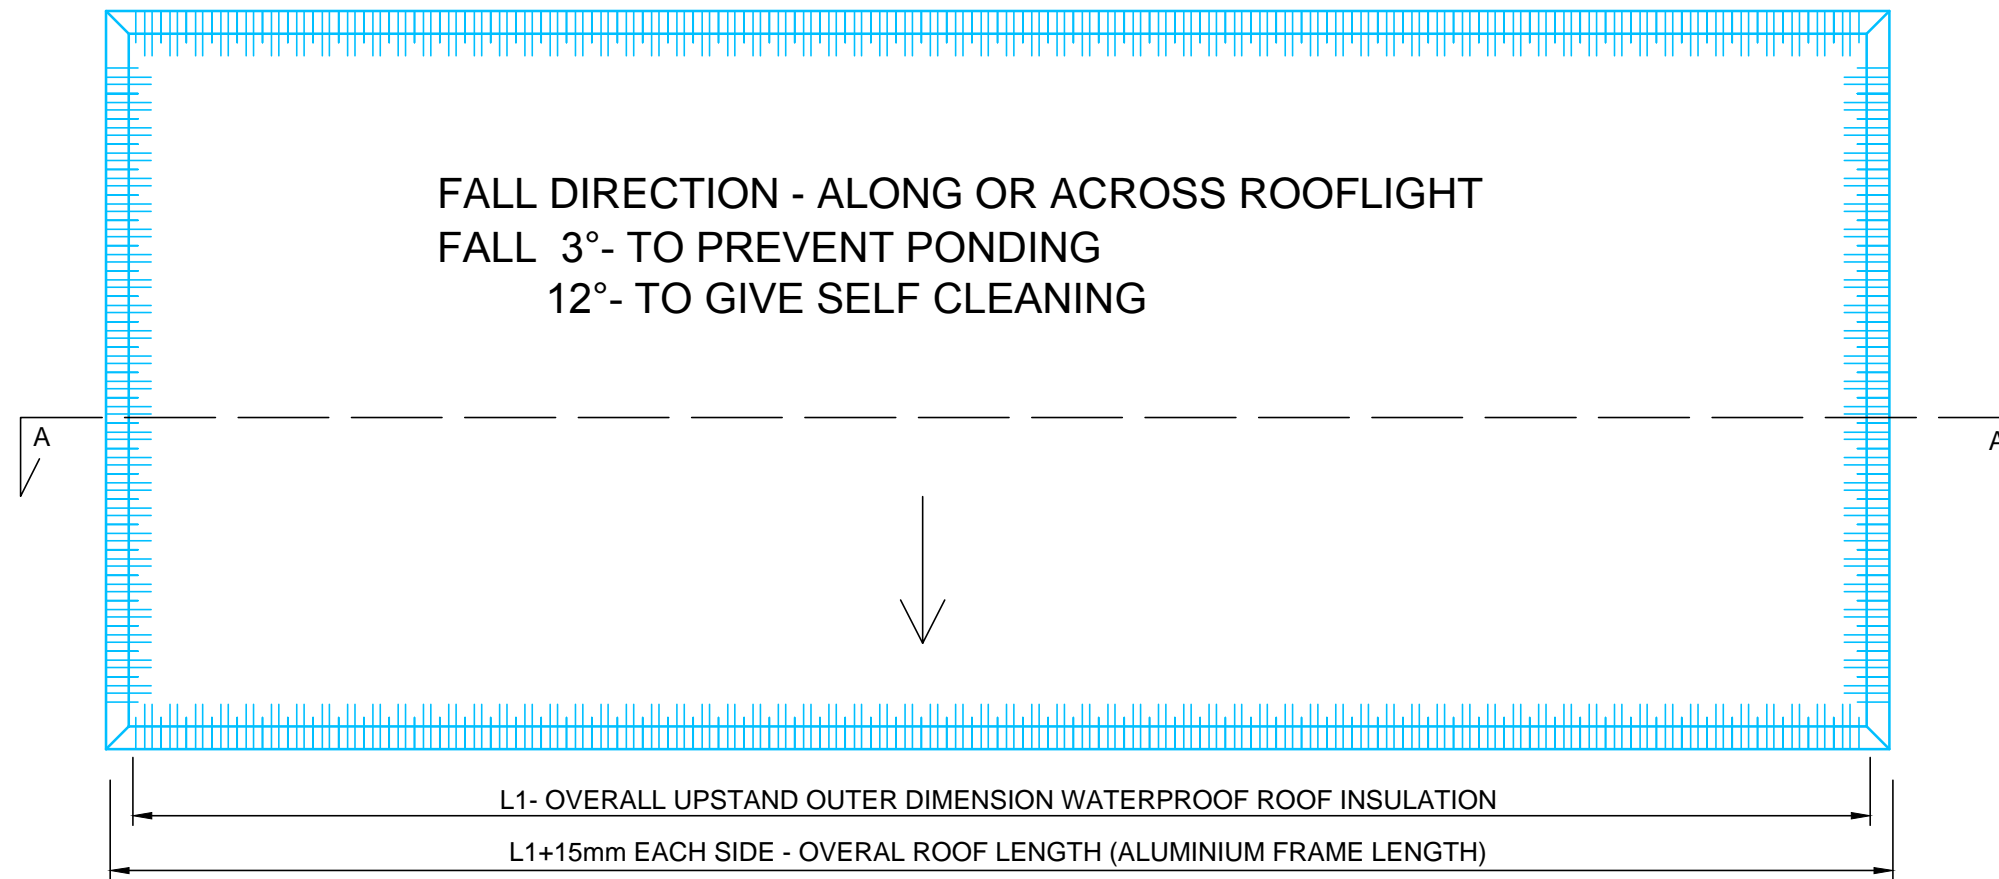 FALL DIRECTION - ALONG OR ACROSS ROOFLIGHT
FALL 3°- TO PREVENT PONDING
12°- TO GIVE SELF CLEANING
A
A
L1- OVERALL UPSTAND OUTER DIMENSION WATERPROOF ROOF INSULATION
L1+15mm EACH SIDE - OVERAL ROOF LENGTH (ALUMINIUM FRAME LENGTH)